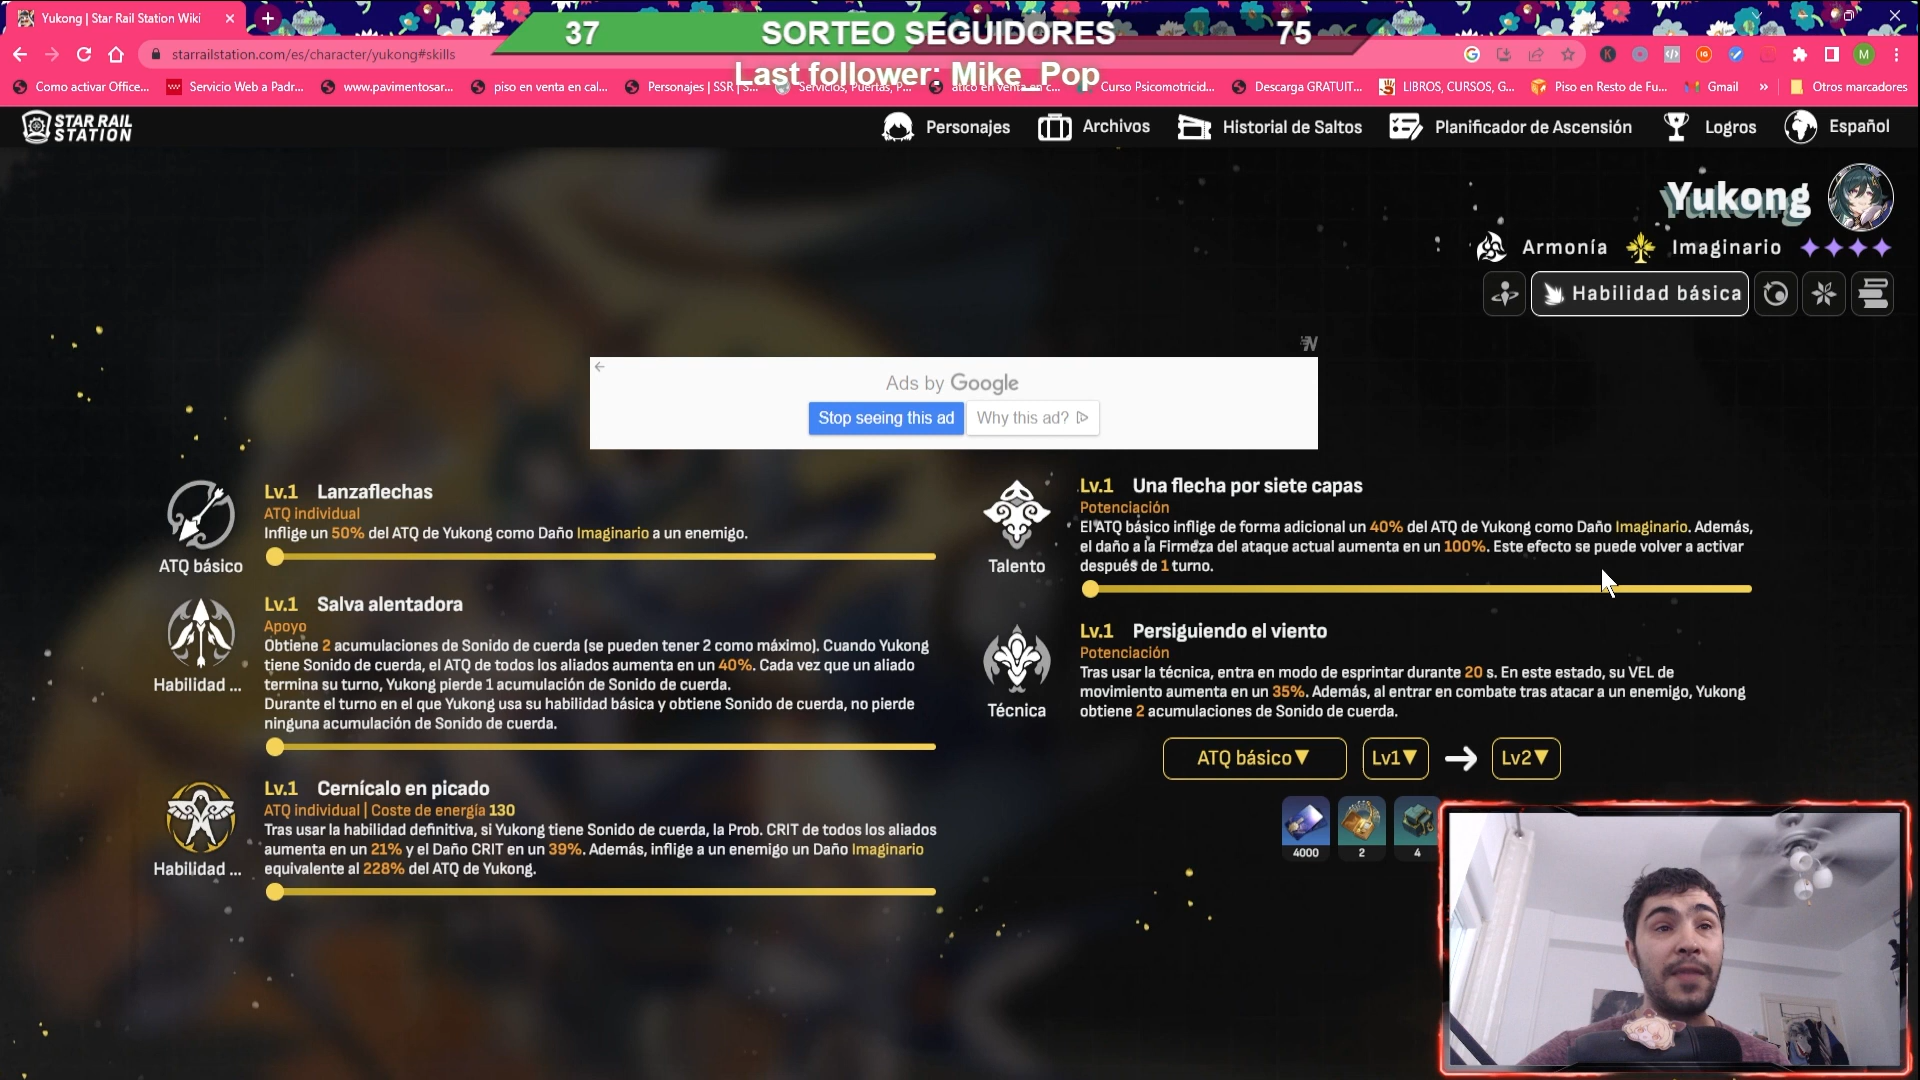 Yukong | Star Rail Station Wiki
37
SORTEO SEGUIDORES
75
starrailstation.com/es/character/yukong#skills
Last follower: Mike_Pop
Como activar Office...
Servicio Web a Padr...
www.pavimentosar...
piso en venta en cal...
Personajes | SSR | S...
Servicios, Puertas, P...
atico en venta en c...
Curso Psicomotricid...
Descarga GRATUIT...
LIBROS, CURSOS, G...
Piso en Resto de Fu...
Gmail
»
Otros marcadores
STAR RAIL
STATION
Personajes
Archivos
Historial de Saltos
Planificador de Ascensión
Logros
Español
Yukong
Armonía
Imaginario
Habilidad básica
Ads by Google
Stop seeing this ad
Why this ad?
Lv.1 Lanzaflechas
ATQ individual
Inflige un 50% del ATQ de Yukong como Daño Imaginario a un enemigo.
ATQ básico
Lv.1 Salva alentadora
Apoyo
Obtiene 2 acumulaciones de Sonido de cuerda (se pueden tener 2 como máximo). Cuando Yukong
tiene Sonido de cuerda, el ATQ de todos los aliados aumenta en un 40%. Cada vez que un aliado
termina su turno, Yukong pierde 1 acumulación de Sonido de cuerda.
Durante el turno en el que Yukong usa su habilidad básica y obtiene Sonido de cuerda, no pierde
ninguna acumulación de Sonido de cuerda.
Habilidad ...
Lv.1 Cernícalo en picado
ATQ individual | Coste de energía 130
Tras usar la habilidad definitiva, si Yukong tiene Sonido de cuerda, la Prob. CRIT de todos los aliados
aumenta en un 21% y el Daño CRIT en un 39%. Además, inflige a un enemigo un Daño Imaginario
equivalente al 228% del ATQ de Yukong.
Habilidad ...
Lv.1 Una flecha por siete capas
Potenciación
El ATQ básico inflige de forma adicional un 40% del ATQ de Yukong como Daño Imaginario. Además,
el daño a la Firmeza del ataque actual aumenta en un 100%. Este efecto se puede volver a activar
después de 1 turno.
Talento
Lv.1 Persiguiendo el viento
Potenciación
Tras usar la técnica, entra en modo de esprintar durante 20 s. En este estado, su VEL de
movimiento aumenta en un 35%. Además, al entrar en combate tras atacar a un enemigo, Yukong
obtiene 2 acumulaciones de Sonido de cuerda.
Técnica
ATQ básico▼
Lv1▼
Lv2▼
4000
2
4